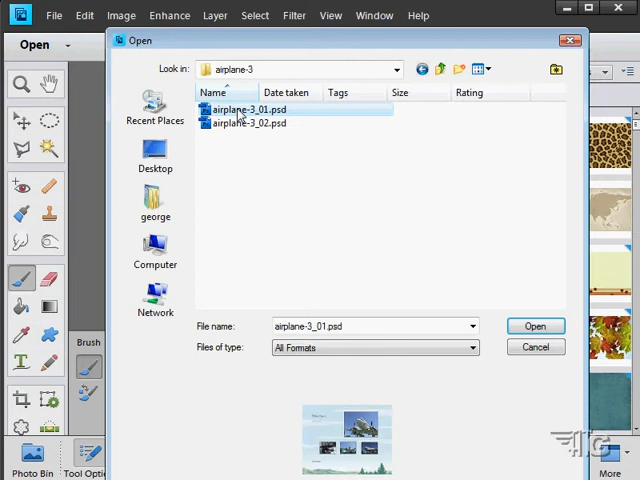 File Edit Image Enhance Layer Select Filter View Window Help
Open
Open
Look in: airplane-3
Name Date taken Tags Size Rating
airplane-3_01.psd
airplane-3_02.psd
Recent Places
Desktop
george
Computer
Network
File name: airplane-3_01.psd Open
Files of type: All Formats Cancel
Brush
Photo Bin Tool Optio More